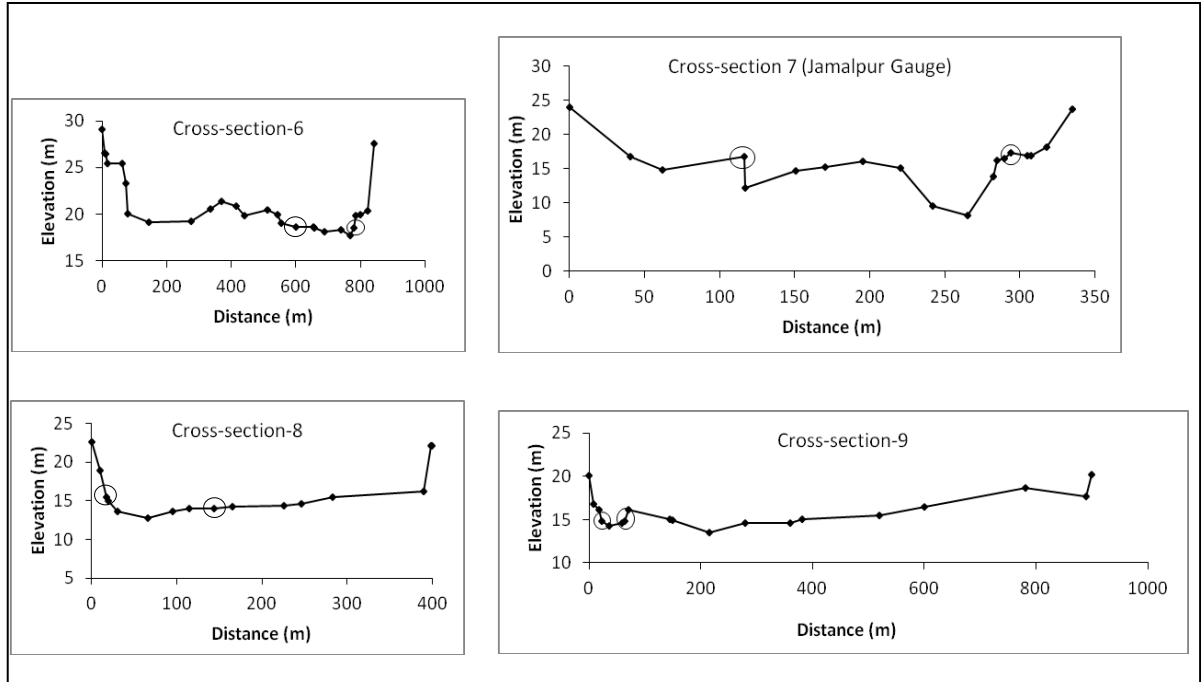 Cross-section-6
Elevation (m)
30
25
20
15
0 200 400 600 800 1000
Distance (m)
Cross-section 7 (Jamalpur Gauge)
Elevation (m)
30
25
20
15
10
5
0
0 50 100 150 200 250 300 350
Distance (m)
Cross-section-8
Elevation (m)
25
20
15
10
5
0 100 200 300 400
Distance (m)
Cross-section-9
Elevation (m)
25
20
15
10
0 200 400 600 800 1000
Distance (m)